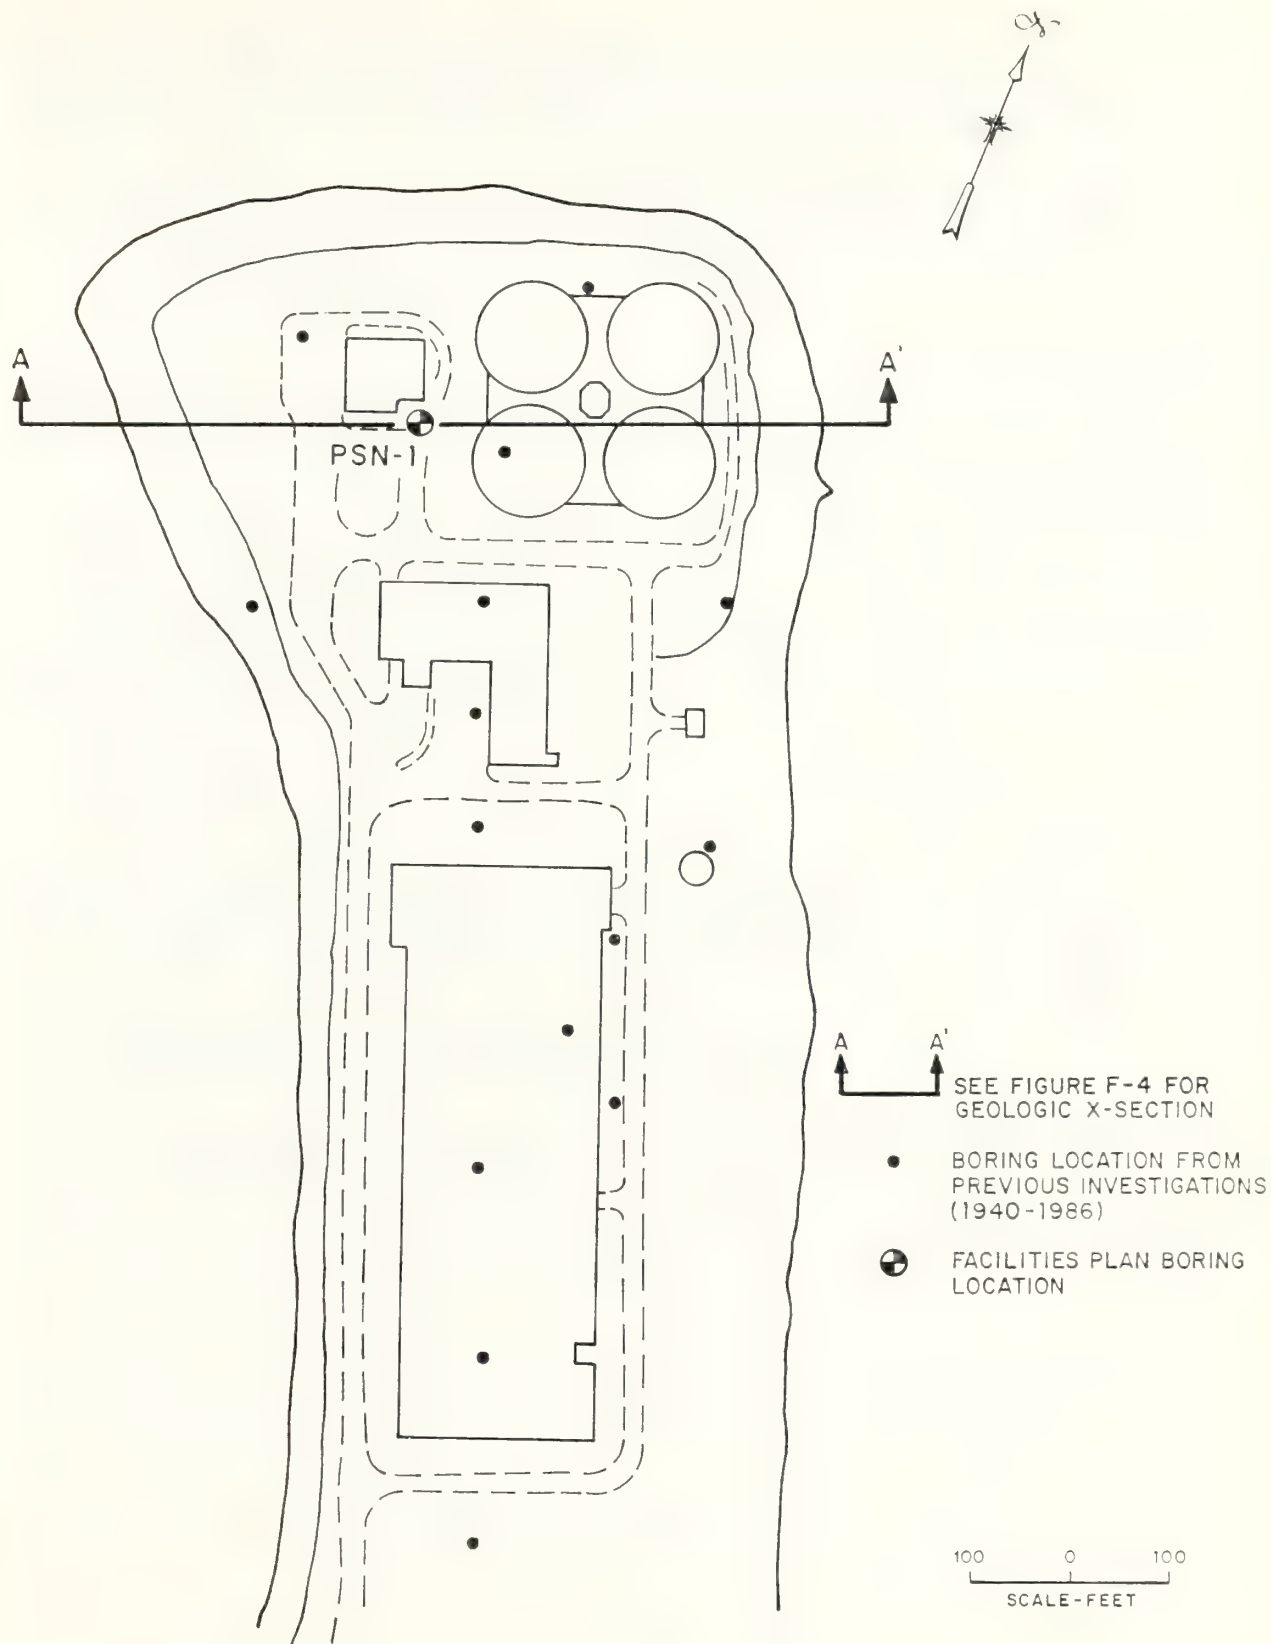 A
A'
PSN-1
A
A'
SEE FIGURE F-4 FOR
GEOLOGIC X-SECTION
BORING LOCATION FROM
PREVIOUS INVESTIGATIONS
(1940-1986)
FACILITIES PLAN BORING
LOCATION
100 0 100
SCALE-FEET